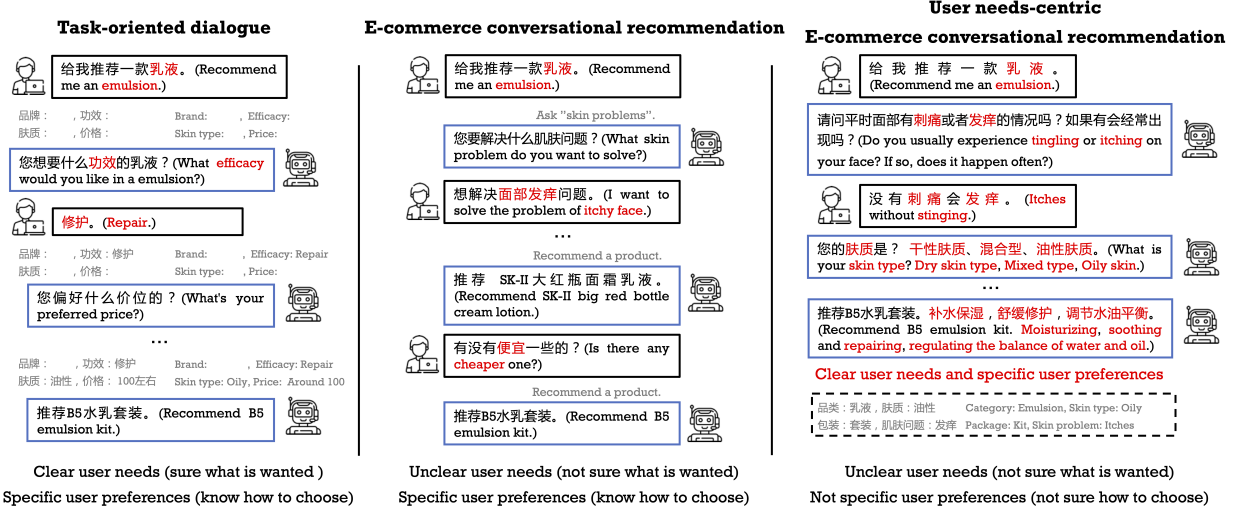 Task-oriented dialogue
给我推荐一款乳液。(Recommend
me an emulsion.)
品牌： ，功效： Brand: , Efficacy:
肤质： ，价格： Skin type: , Price:
您想要什么功效的乳液？(What efficacy
would you like in a emulsion?)
修护。(Repair.)
品牌： ，功效：修护 Brand: , Efficacy: Repair
肤质： ，价格： Skin type: , Price:
您偏好什么价位的？(What's your
preferred price?)
...
品牌： ，功效：修护 Brand: , Efficacy: Repair
肤质：油性，价格： 100左右 Skin type: Oily, Price: Around 100
推荐B5水乳套装。(Recommend B5
emulsion kit.)
Clear user needs (sure what is wanted )
Specific user preferences (know how to choose)
E-commerce conversational recommendation
给我推荐一款乳液。(Recommend
me an emulsion.)
Ask "skin problems".
您要解决什么肌肤问题？(What skin
problem do you want to solve?)
想解决面部发痒问题。(I want to
solve the problem of itchy face.)
...
Recommend a product.
推荐 SK-II大红瓶面霜乳液。
(Recommend SK-II big red bottle
cream lotion.)
有没有便宜一些的？(Is there any
cheaper one?)
Recommend a product.
推荐B5水乳套装。(Recommend B5
emulsion kit.)
Unclear user needs (not sure what is wanted)
Specific user preferences (know how to choose)
User needs-centric
E-commerce conversational recommendation
给我推荐一款乳液。
(Recommend me an emulsion.)
请问平时面部有刺痛或者发痒的情况吗？如果有会经常出
现吗？(Do you usually experience tingling or itching on
your face? If so, does it happen often?)
没有刺痛会发痒。(Itches
without stinging.)
您的肤质是？ 干性肤质、混合型、油性肤质。(What is
your skin type? Dry skin type, Mixed type, Oily skin.)
...
推荐B5水乳套装。补水保湿，舒缓修护，调节水油平衡。
(Recommend B5 emulsion kit. Moisturizing, soothing
and repairing, regulating the balance of water and oil.)
Clear user needs and specific user preferences
品类：乳液，肤质：油性 Category: Emulsion, Skin type: Oily
包装：套装，肌肤问题：发痒 Package: Kit, Skin problem: Itches
Unclear user needs (not sure what is wanted)
Not specific user preferences (not sure how to choose)